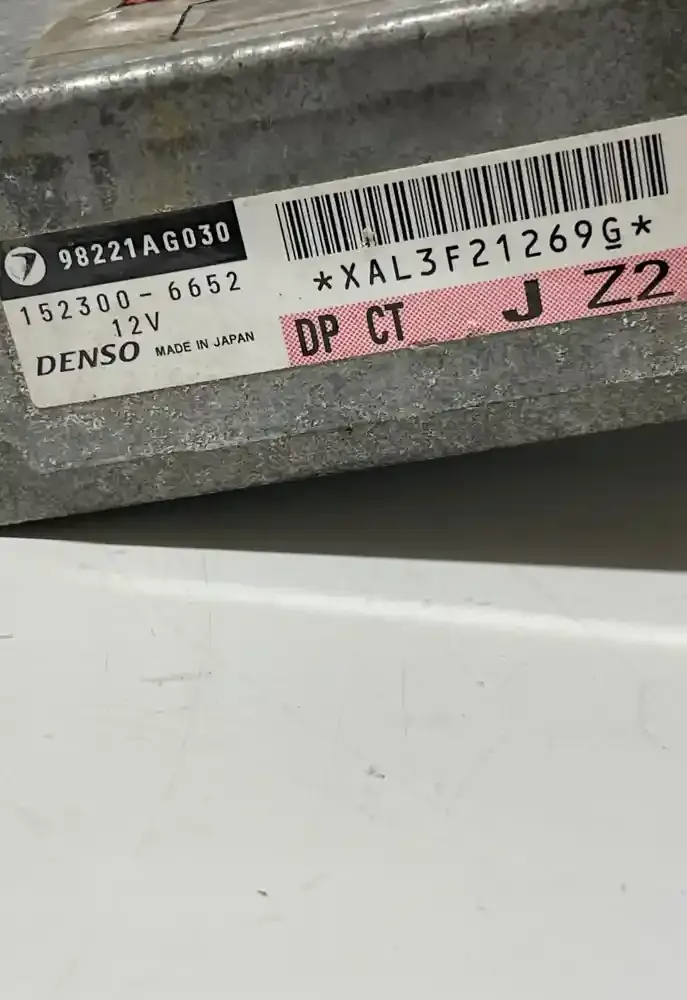 98221AG030
152300-6652
12V
DENSO MADE IN JAPAN
*XAL3F21269G*
DP CT J Z2